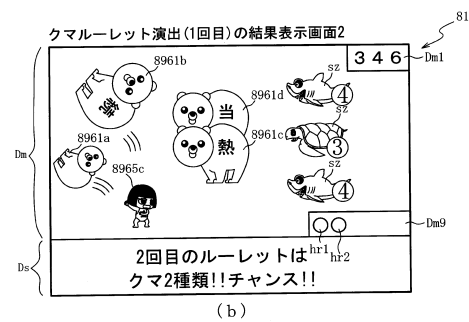 クマルーレット演出(1回目)の結果表示画面2
81
346
Dm1
8961b
続
sz
④
8961d
当
sz
Dm
8961a
8961c
熱
③
8965c
sz
④
Dm9
hr1 hr2
Ds
2回目のルーレットは
クマ2種類!!チャンス!!
(b)